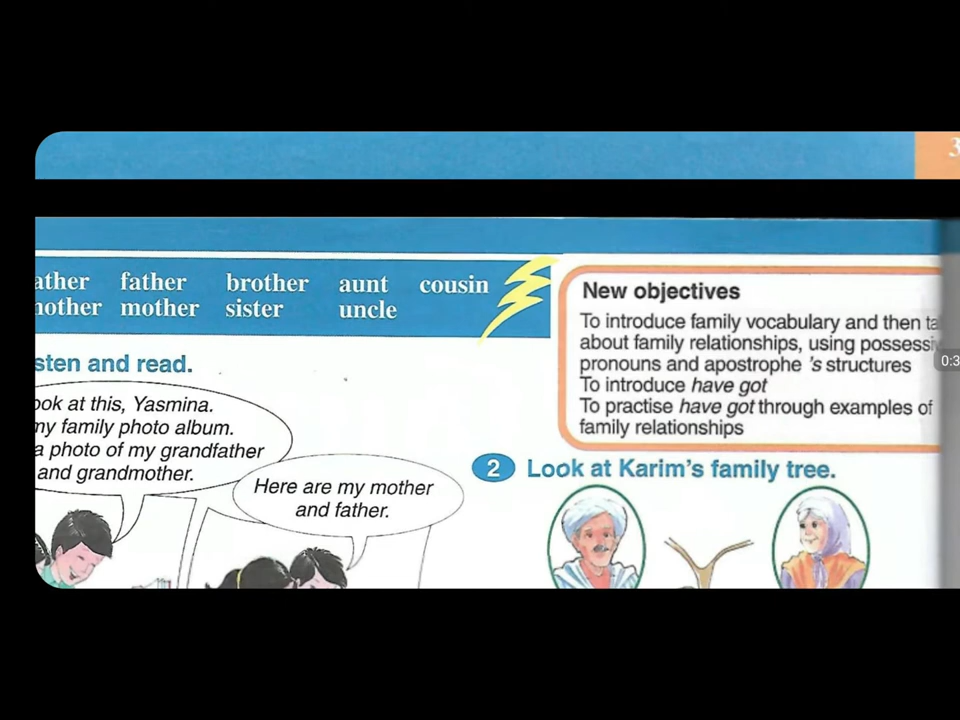 3
ather father brother aunt cousin
nother mother sister uncle
sten and read.
ook at this, Yasmina.
my family photo album.
a photo of my grandfather
and grandmother.
Here are my mother
and father.
New objectives
To introduce family vocabulary and then ta
about family relationships, using possessiv
pronouns and apostrophe 's structures
To introduce have got
To practise have got through examples of
family relationships
0:3
2 Look at Karim's family tree.